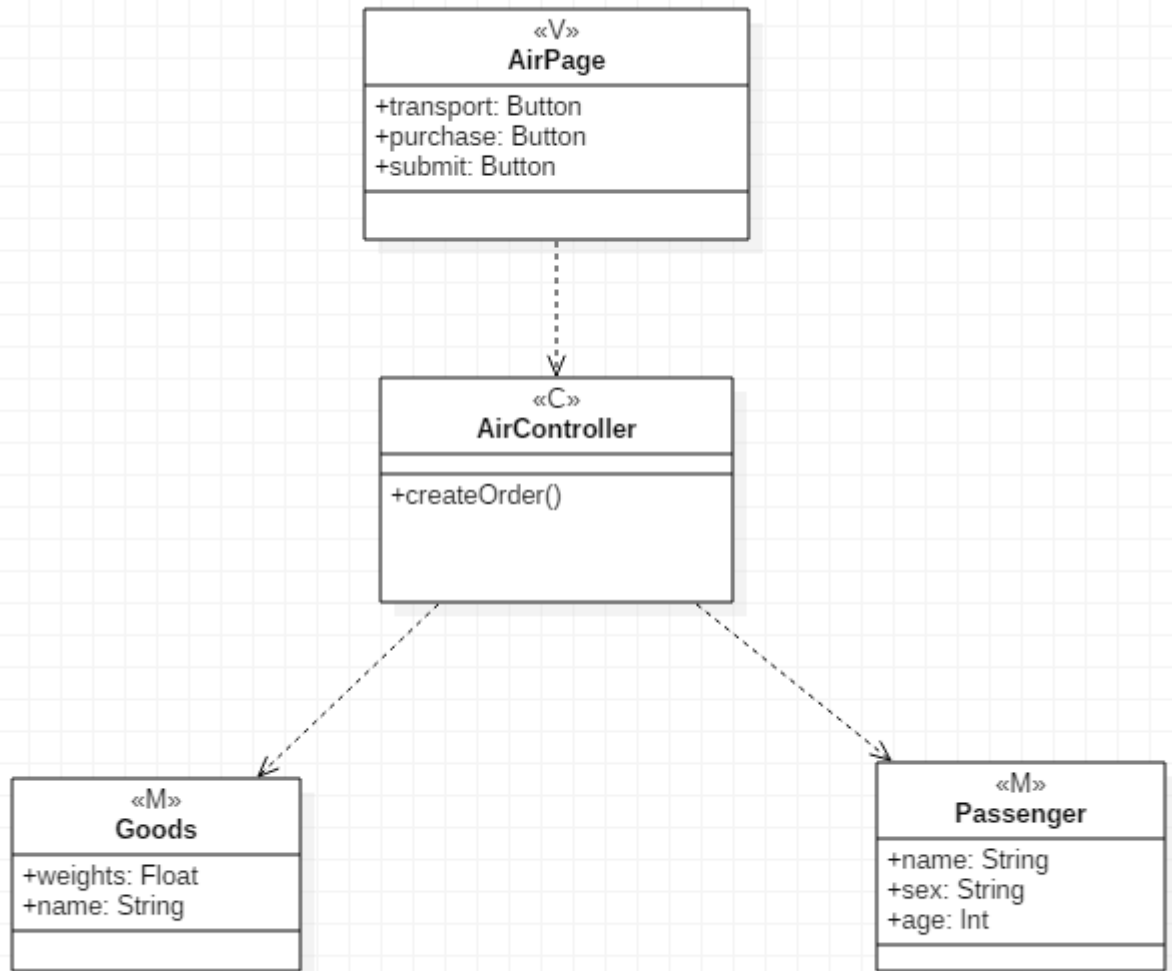 «V»
AirPage
+transport: Button
+purchase: Button
+submit: Button
«C»
AirController
+createOrder()
«M»
Goods
+weights: Float
+name: String
«M»
Passenger
+name: String
+sex: String
+age: Int